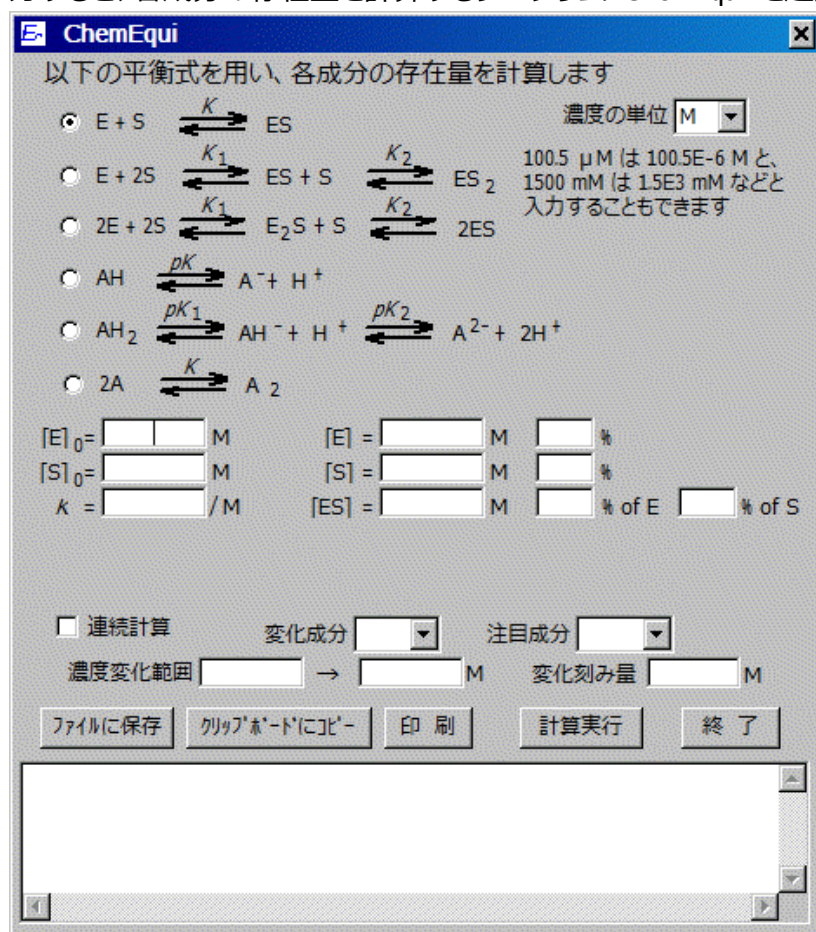 ChemEqui
以下の平衡式を用い、各成分の存在量を計算します
E + S K ES 濃度の単位 M
E + 2S K1 ES + S K2 ES2
100.5 μM は 100.5E-6 M と、
1500 mM は 1.5E3 mM などと
入力することもできます
2E + 2S K1 E2S + S K2 2ES
AH pK A- + H+
AH2 pK1 AH- + H+ pK2 A2- + 2H+
2A K A2
[E]0= M [E] = M %
[S]0= M [S] = M %
k = /M [ES] = M % of E % of S
連続計算 変化成分 注目成分
濃度変化範囲 → M 変化刻み量 M
ファイルに保存 クリップボードにコピー 印 刷 計算実行 終 了